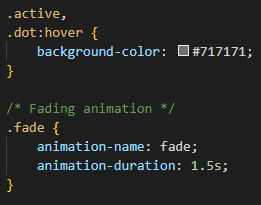 .active,
.dot:hover {
    background-color: #717171;
}

/* Fading animation */
.fade {
    animation-name: fade;
    animation-duration: 1.5s;
}